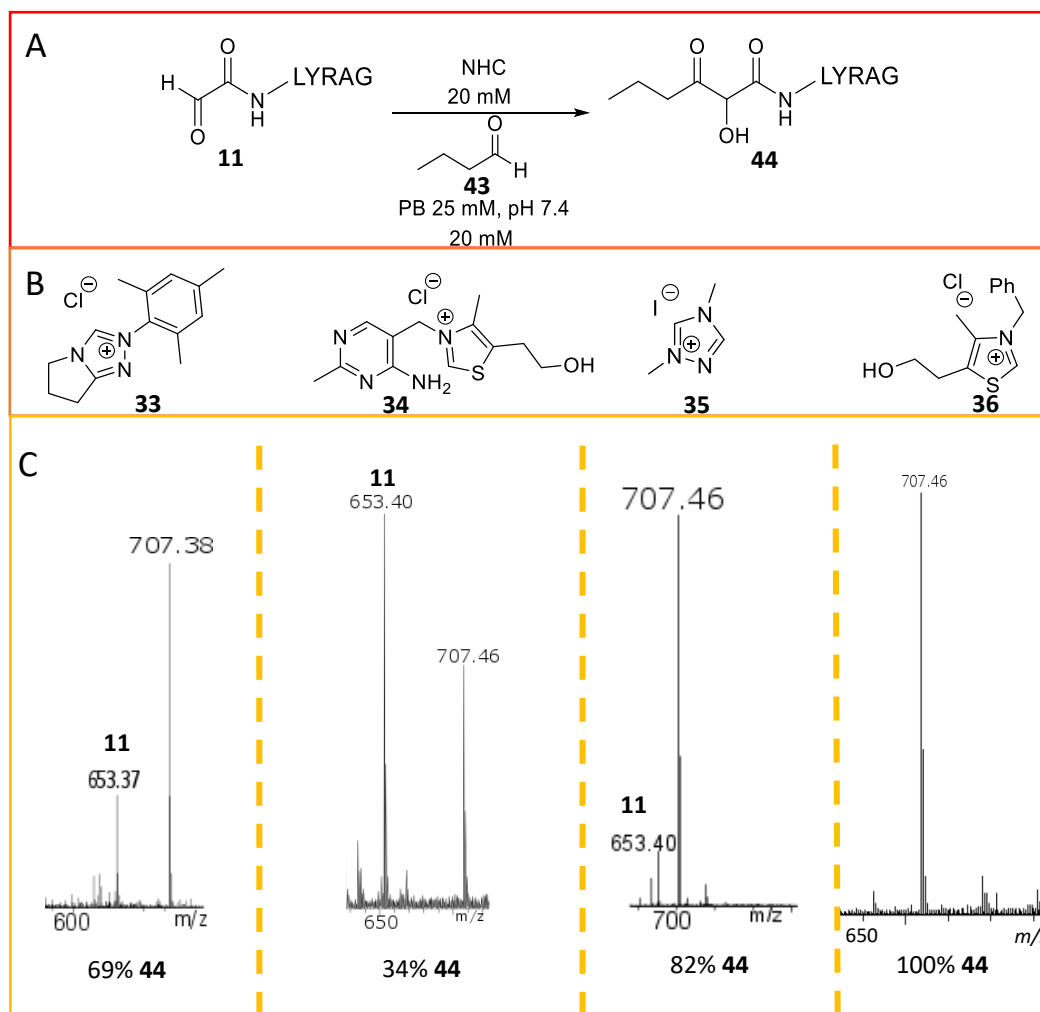 A
O
H
N
H
LYRAG
O
11
NHC
20 mM
O
H
43
PB 25 mM, pH 7.4
20 mM
O
O
N
H
LYRAG
OH
44
B
Cl⊖
N
N
⊕
N
33
Cl⊖
N
N
NH2
N
+
S
OH
34
I⊖
N
N
+
N
35
Cl⊖
Ph
N
+
S
HO
36
C
707.38
11
653.37
600
m/z
69% 44
11
653.40
707.46
650
m/z
34% 44
707.46
11
653.40
700
m/z
82% 44
707.46
650
m/
100% 44